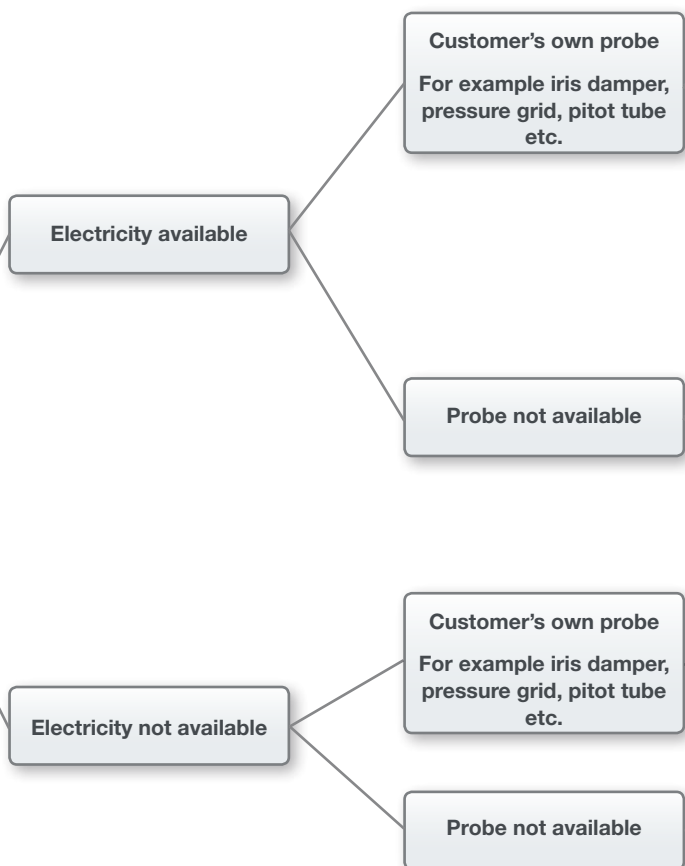 Customer’s own probe
For example iris damper,
pressure grid, pitot tube
etc.
Electricity available
Probe not available
Customer’s own probe
For example iris damper,
pressure grid, pitot tube
etc.
Electricity not available
Probe not available